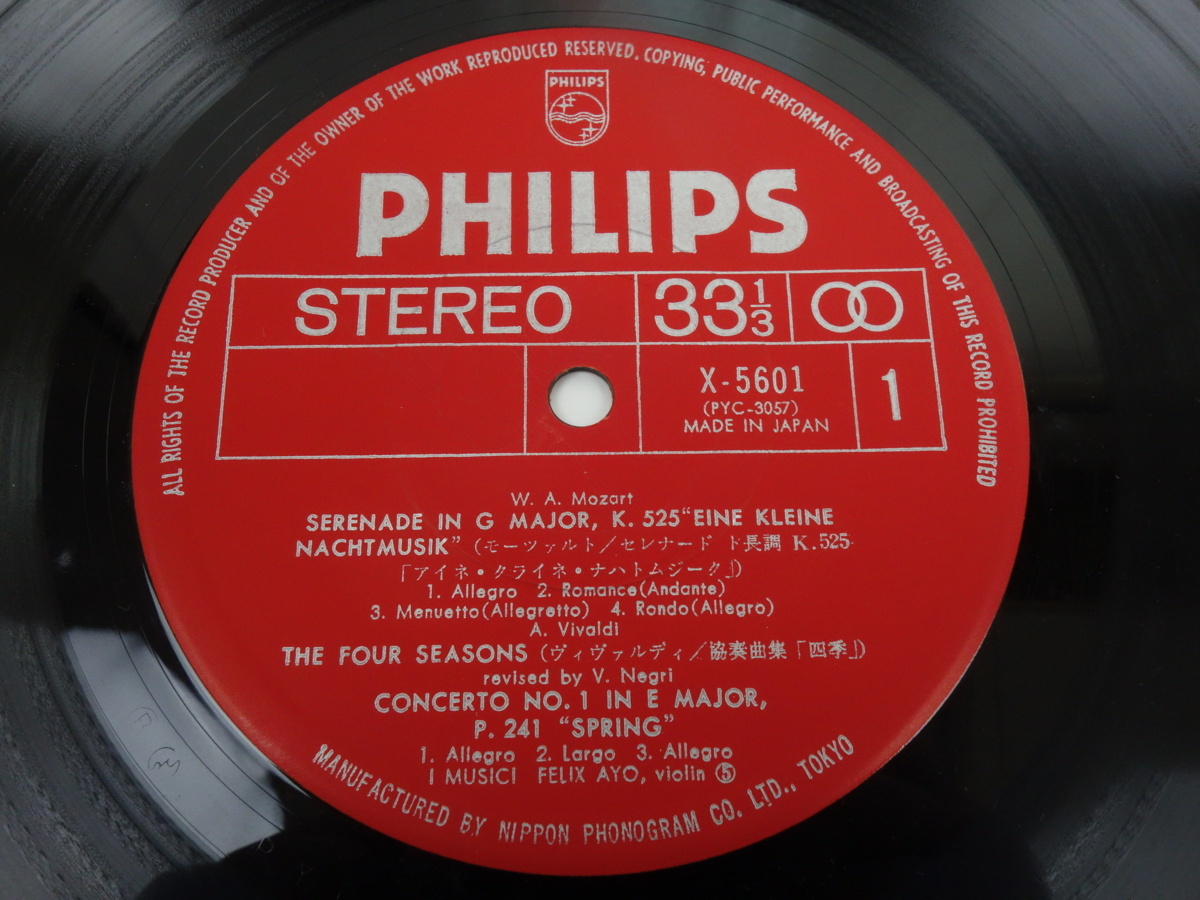 ALL RIGHTS OF THE RECORD PRODUCER AND OF THE OWNER OF THE WORK REPRODUCED RESERVED. COPYING, PUBLIC PERFORMANCE AND BROADCASTING OF THIS RECORD PROHIBITED
PHILIPS
PHILIPS
STEREO 33 1/3
X-5601
(PYC-3057)
MADE IN JAPAN
1
W. A. Mozart
SERENADE IN G MAJOR, K. 525 “EINE KLEINE
NACHTMUSIK” (モーツァルト/セレナード ト長調 K.525
「アイネ・クライネ・ナハトムジーク」)
1. Allegro 2. Romance(Andante)
3. Menuetto(Allegretto) 4. Rondo(Allegro)
A. Vivaldi
THE FOUR SEASONS (ヴィヴァルディ/協奏曲集「四季」)
revised by V. Negri
CONCERTO NO. 1 IN E MAJOR,
P. 241 “SPRING”
1. Allegro 2. Largo 3. Allegro
I MUSICI FELIX AYO, violin ⑤
MANUFACTURED BY NIPPON PHONOGRAM CO. LTD., TOKYO